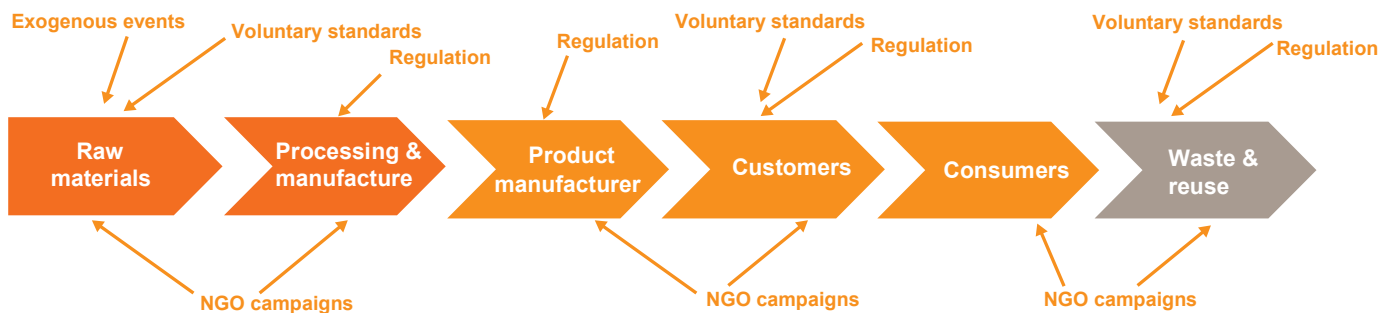 Exogenous events
Voluntary standards
Regulation
Regulation
Voluntary standards
Regulation
Voluntary standards
Regulation
Raw
materials
Processing &
manufacture
Product
manufacturer
Customers
Consumers
Waste &
reuse
NGO campaigns
NGO campaigns
NGO campaigns